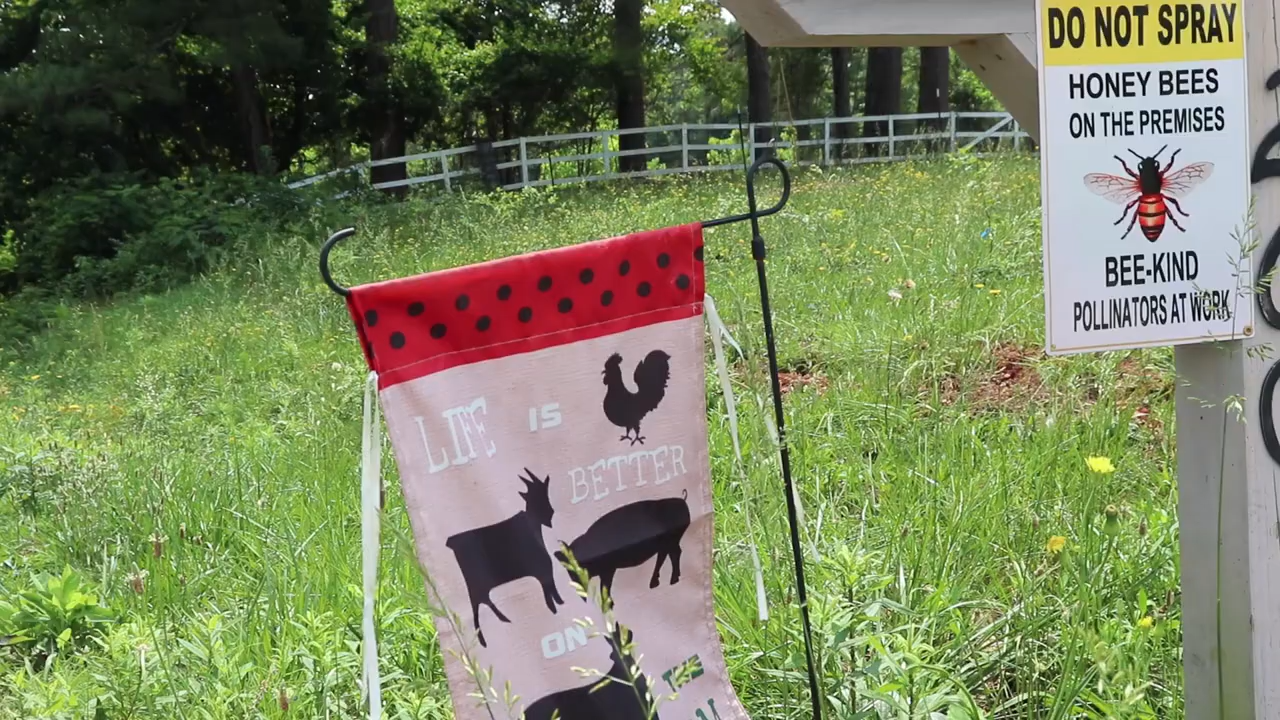 LIFE IS
BETTER
ON
THE
DO NOT SPRAY
HONEY BEES
ON THE PREMISES
BEE-KIND
POLLINATORS AT WORK